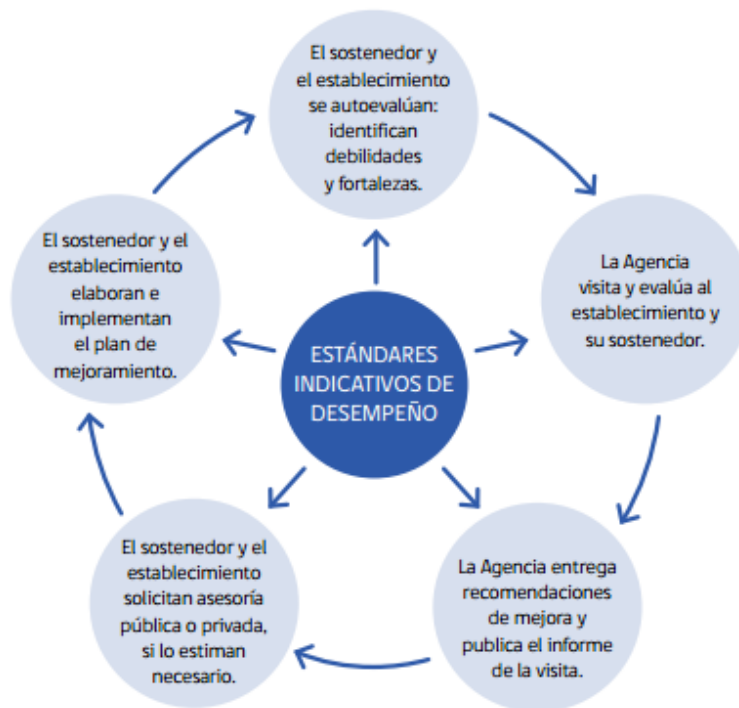 El sostenedor y
el establecimiento
se autoevalúan:
identifican
debilidades
y fortalezas.
La Agencia
visita y evalúa al
establecimiento y
su sostenedor.
La Agencia entrega
recomendaciones
de mejora y
publica el informe
de la visita.
El sostenedor y el
establecimiento
solicitan asesoría
pública o privada,
si lo estiman
necesario.
El sostenedor y el
establecimiento
elaboran e
implementan
el plan de
mejoramiento.
ESTÁNDARES
INDICATIVOS DE
DESEMPEÑO